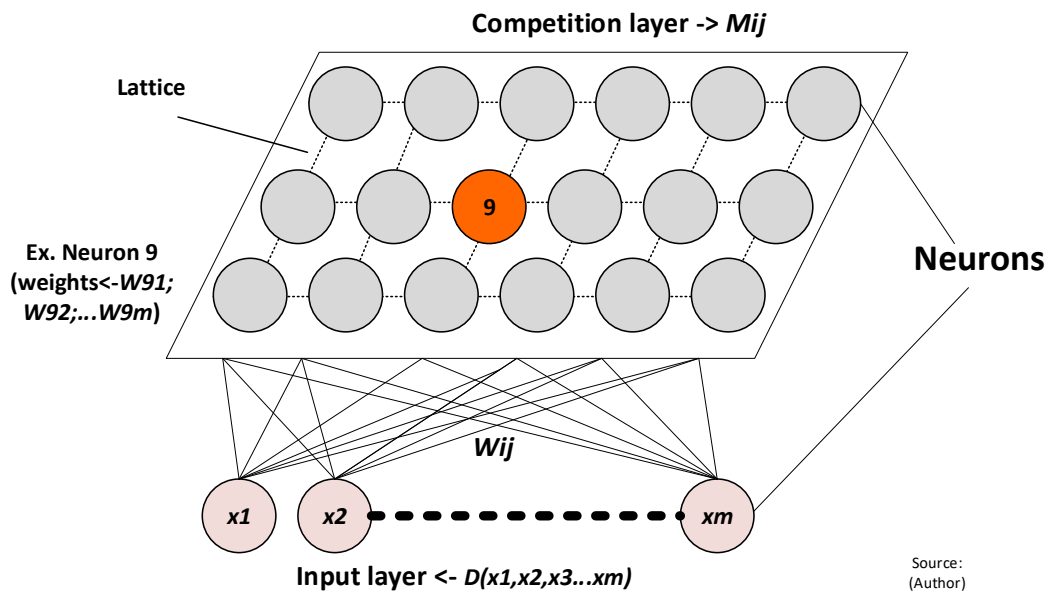 Competition layer -> Mij
Lattice
9
Ex. Neuron 9
(weights<-W91;
W92;...W9m)
Neurons
Wij
x1
x2
xm
Input layer <- D(x1,x2,x3...xm)
Source:
(Author)